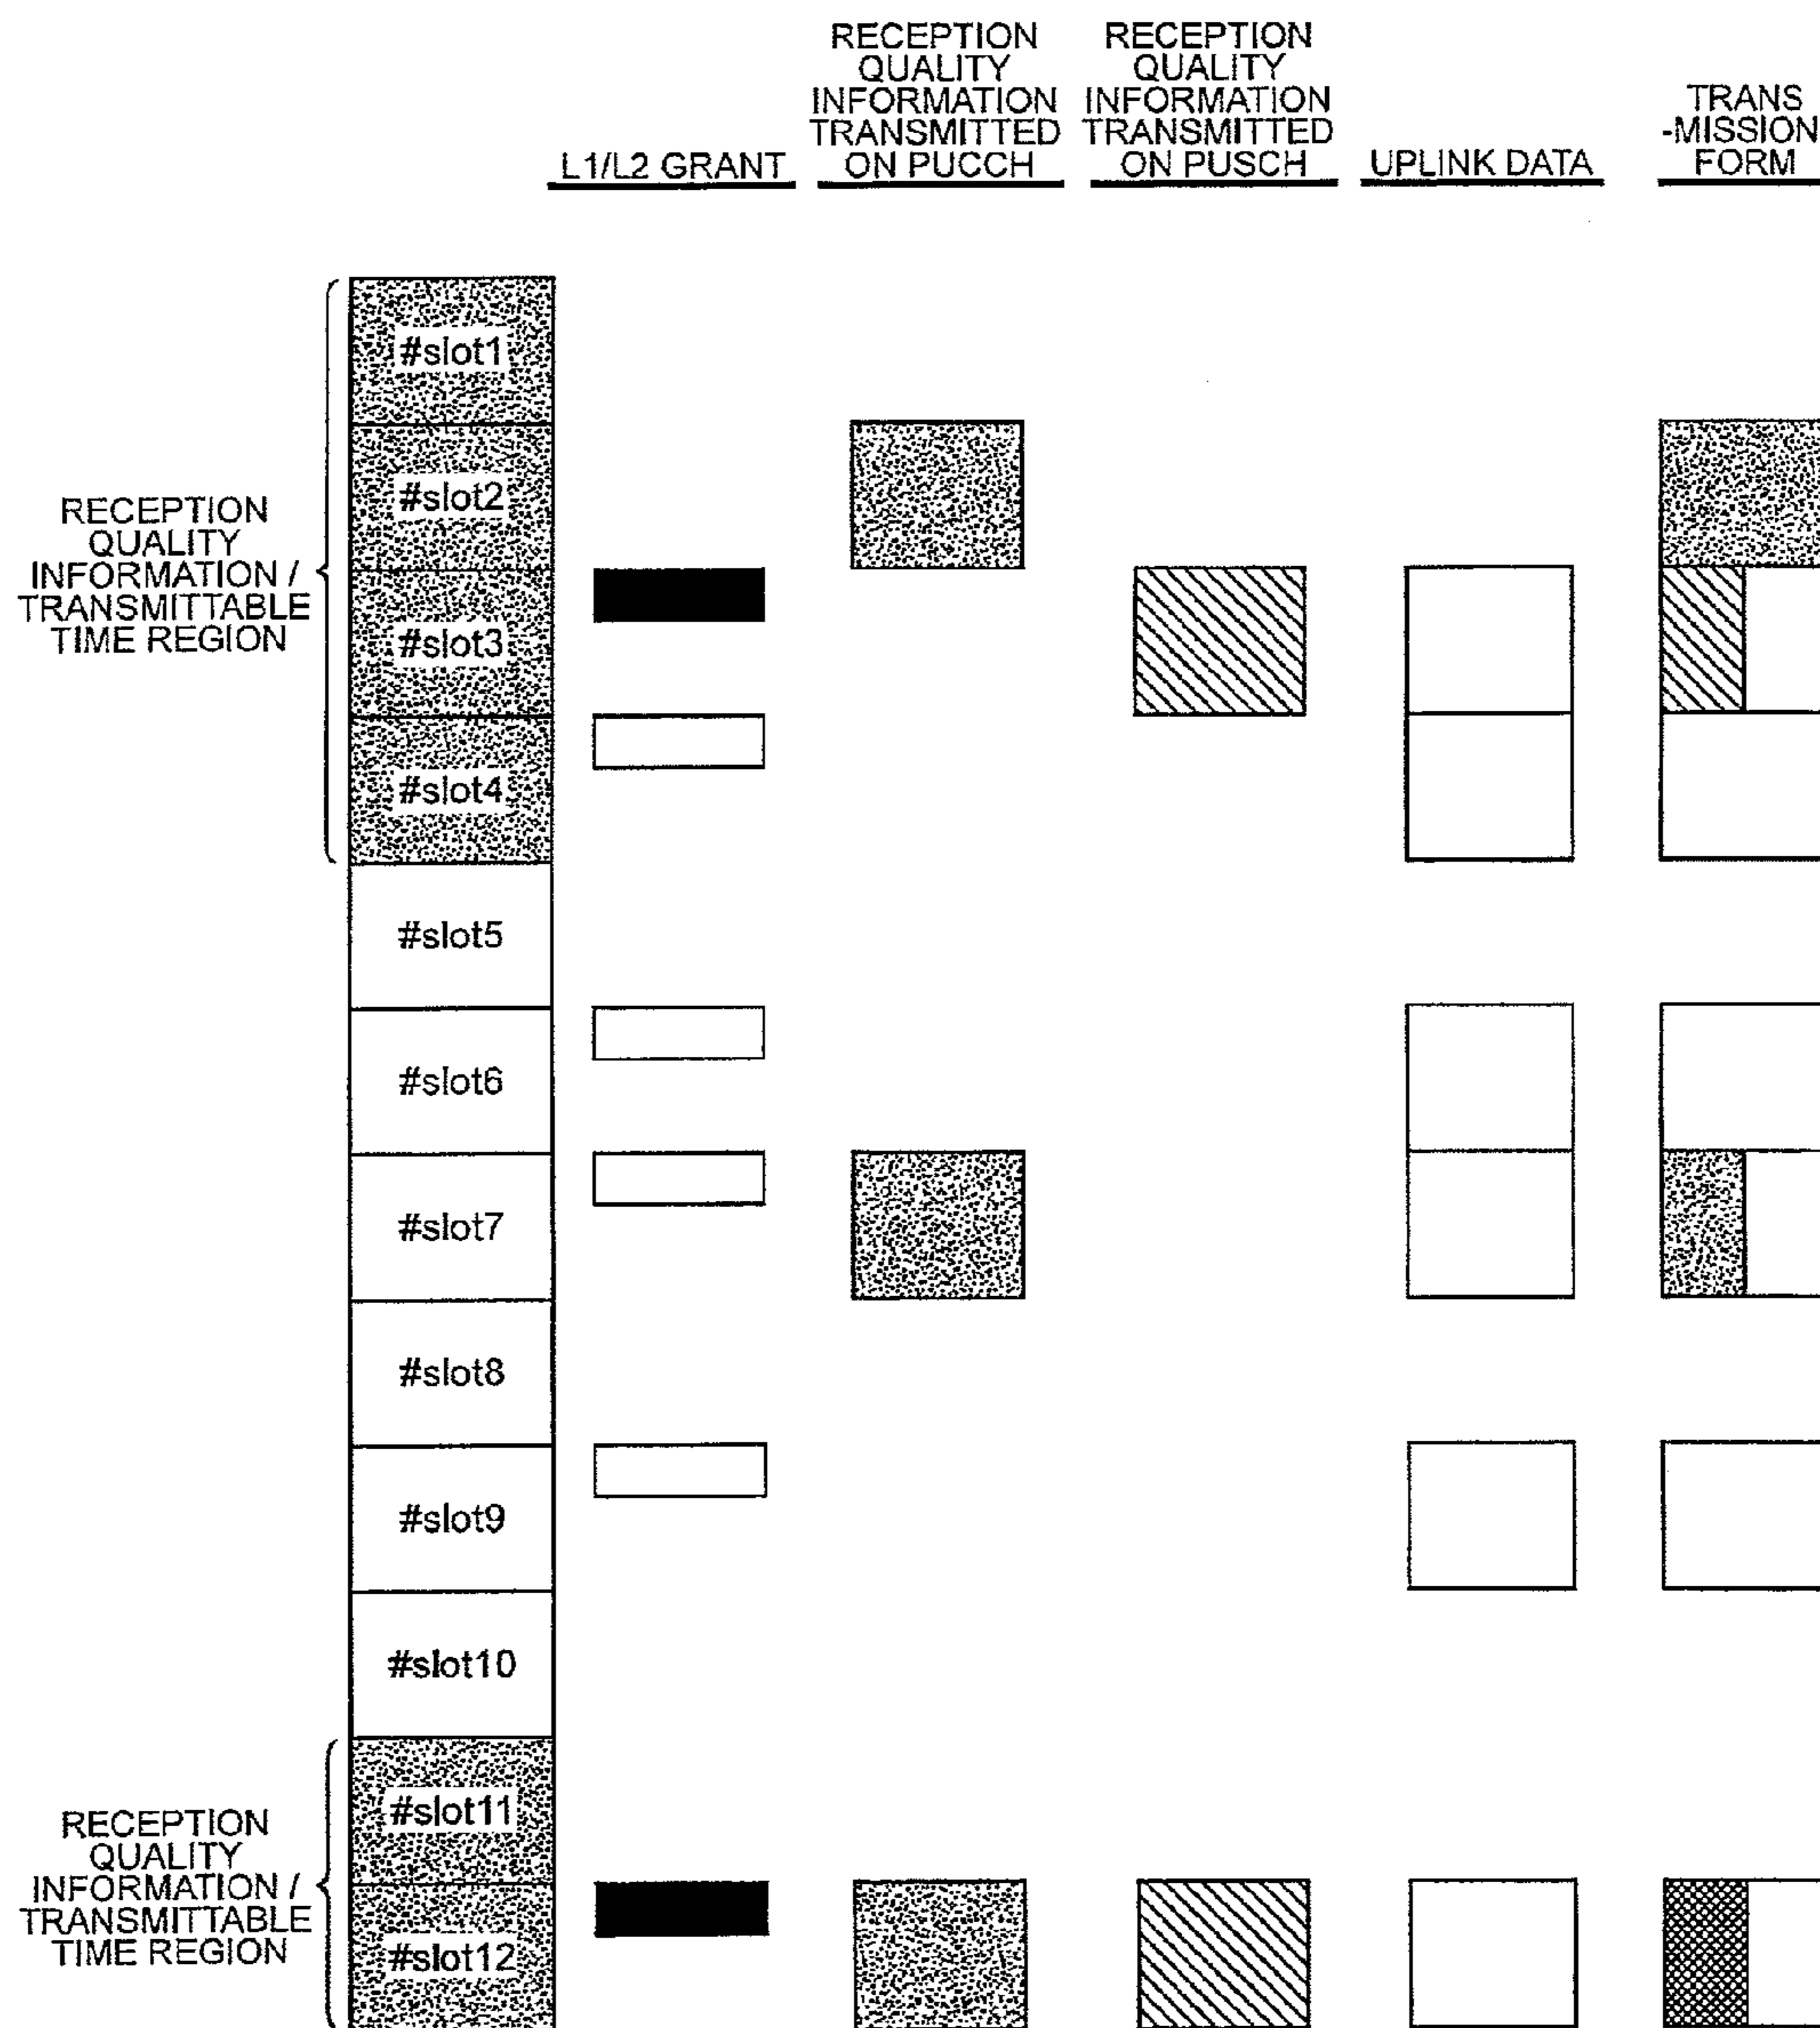 RECEPTION
QUALITY
INFORMATION
TRANSMITTED
ON PUCCH
RECEPTION
QUALITY
INFORMATION
TRANSMITTED
ON PUSCH
TRANS
-MISSION
FORM
L1/L2 GRANT
UPLINK DATA
#slot1
#slot2
#slot3
#slot4
RECEPTION
QUALITY
INFORMATION /
TRANSMITTABLE
TIME REGION
#slot5
#slot6
#slot7
#slot8
#slot9
#slot10
#slot11
#slot12
RECEPTION
QUALITY
INFORMATION /
TRANSMITTABLE
TIME REGION